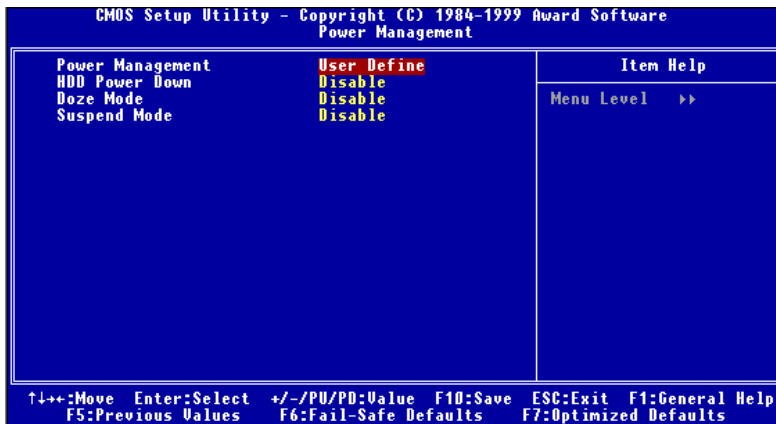 CMOS Setup Utility - Copyright (C) 1984-1999 Award Software
Power Management
Power Management User Define
HDD Power Down Disable
Doze Mode Disable
Suspend Mode Disable
Item Help
Menu Level ▸▸
↑↓→←:Move Enter:Select +/-/PU/PD:Value F10:Save ESC:Exit F1:General Help
F5:Previous Values F6:Fail-Safe Defaults F7:Optimized Defaults